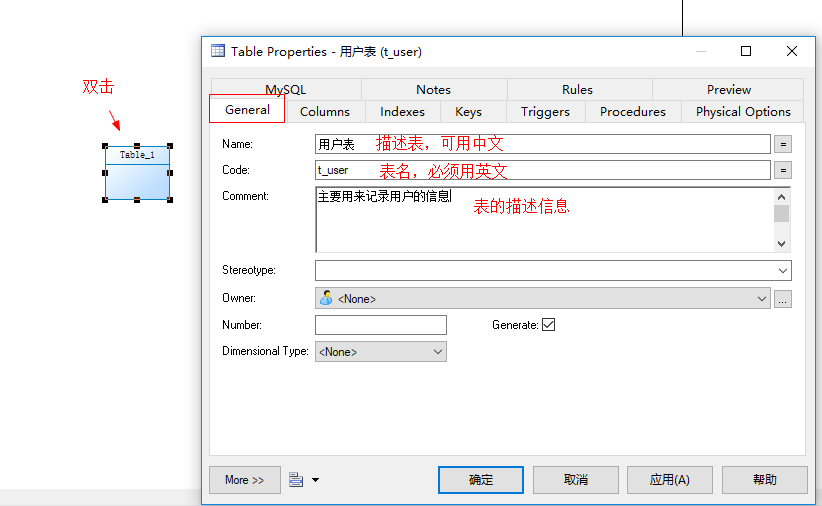 Table Properties - 用户表 (t_user)
双击
Table_1
MySQL Notes Rules Preview
General Columns Indexes Keys Triggers Procedures Physical Options
Name: 用户表 描述表，可用中文 =
Code: t_user 表名，必须用英文 =
Comment: 主要用来记录用户的信息
表的描述信息
Stereotype:
Owner: <None> ...
Number: Generate:
Dimensional Type: <None>
More >> 确定 取消 应用(A) 帮助